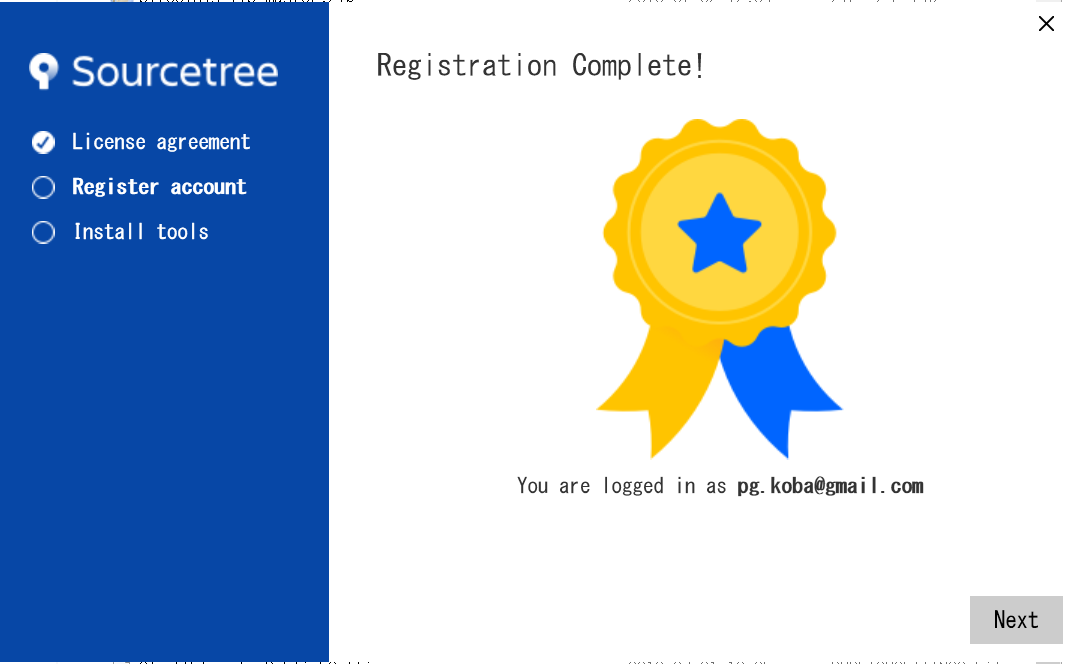 Sourcetree
License agreement
Register account
Install tools
Registration Complete!
You are logged in as pg.koba@gmail.com
Next